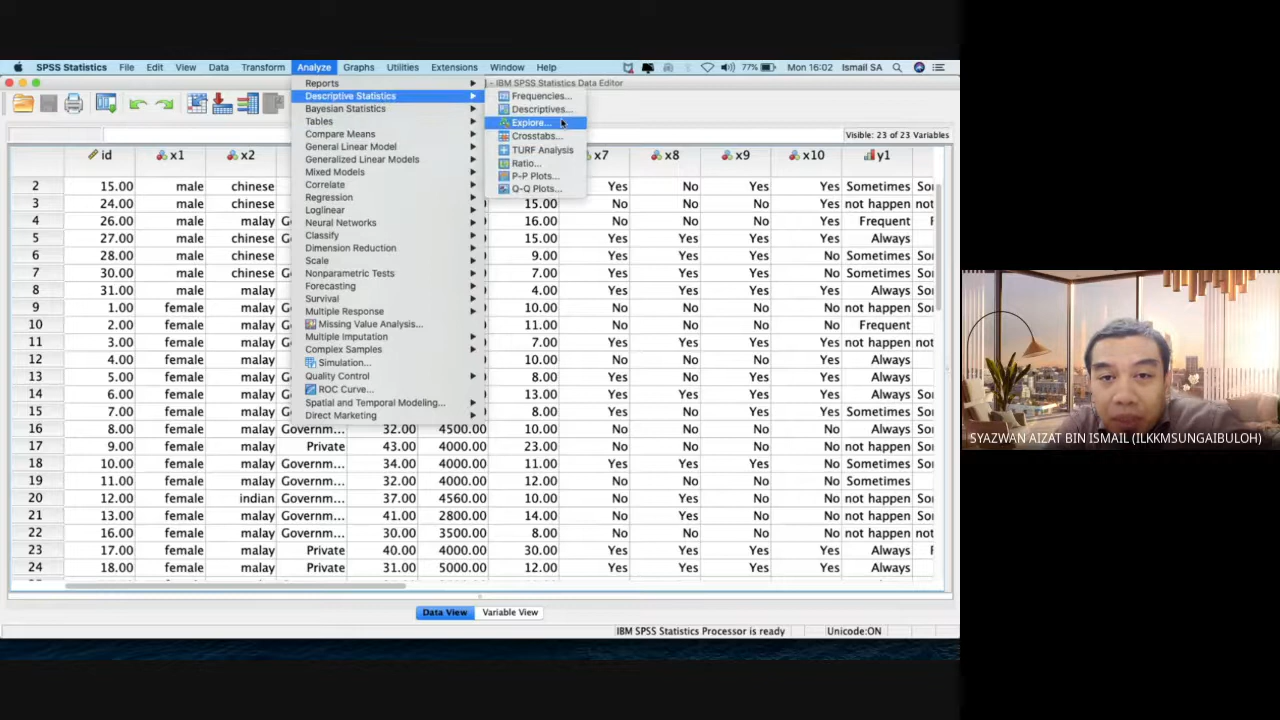 SPSS Statistics File Edit View Data Transform Analyze Graphs Utilities Extensions Window Help 77% Mon 16:02 Ismail SA
- IBM SPSS Statistics Data Editor
Reports
Descriptive Statistics
Bayesian Statistics
Tables
Compare Means
General Linear Model
Generalized Linear Models
Mixed Models
Correlate
Regression
Loglinear
Neural Networks
Classify
Dimension Reduction
Scale
Nonparametric Tests
Forecasting
Survival
Multiple Response
Missing Value Analysis...
Multiple Imputation
Complex Samples
Simulation...
Quality Control
ROC Curve...
Spatial and Temporal Modeling...
Direct Marketing
Frequencies...
Descriptives...
Explore...
Crosstabs...
TURF Analysis
Ratio...
P-P Plots...
Q-Q Plots...
Visible: 23 of 23 Variables
id x1 x2 x7 x8 x9 x10 y1
2 15.00 male chinese Yes No No Yes Sometimes Sor
3 24.00 male chinese 15.00 Yes No No Yes not happen not
4 26.00 male malay Go 16.00 Yes No No Yes Frequent F
5 27.00 male chinese 15.00 Yes Yes Yes Yes Always
6 28.00 male chinese 9.00 Yes Yes Yes No Sometimes Sor
7 30.00 male chinese 7.00 Yes Yes Yes No Sometimes Sor
8 31.00 male malay 4.00 Yes Yes Yes No Always
9 1.00 female malay 10.00 No No No No not happen Sor
10 2.00 female malay 11.00 No No No No Frequent
11 3.00 female malay 7.00 Yes Yes Yes Yes not happen not
12 4.00 female malay 10.00 No Yes No No Always
13 5.00 female malay 8.00 Yes Yes Yes Yes Always Sor
14 6.00 female malay 13.00 Yes Yes Yes No Always
15 7.00 female malay 8.00 Yes Yes Yes No Sometimes Sor
16 8.00 female malay Governm... 32.00 4500.00 10.00 No Yes No No Always
17 9.00 female malay Private 43.00 4000.00 23.00 No Yes No No not happen Sor
18 10.00 female malay Governm... 34.00 4000.00 11.00 No Yes No No Sometimes Sor
19 11.00 female malay Governm... 32.00 4000.00 12.00 No No No No Sometimes
20 12.00 female indian Governm... 37.00 4560.00 10.00 No Yes No No not happen Sor
21 13.00 female malay Governm... 41.00 2800.00 14.00 No Yes No No not happen Sor
22 16.00 female malay Governm... 30.00 3500.00 8.00 No No No No not happen Sor
23 17.00 female malay Private 40.00 4000.00 30.00 Yes Yes Yes Yes Always F
24 18.00 female malay Private 31.00 5000.00 12.00 Yes Yes Yes Yes Always
Data View Variable View
IBM SPSS Statistics Processor is ready Unicode:ON
SYAZWAN AIZAT BIN ISMAIL (ILKKMSUNGAIBULOH)